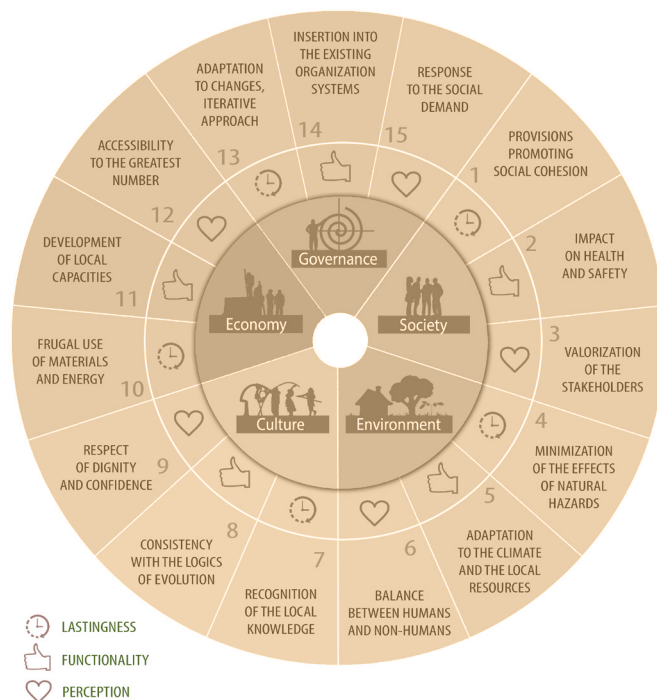 INSERTION INTO
THE EXISTING
ORGANIZATION
SYSTEMS
14
RESPONSE
TO THE SOCIAL
DEMAND
15
PROVISIONS
PROMOTING
SOCIAL COHESION
1
IMPACT
ON HEALTH
AND SAFETY
2
VALORIZATION
OF THE
STAKEHOLDERS
3
MINIMIZATION
OF THE EFFECTS
OF NATURAL
HAZARDS
4
ADAPTATION
TO THE CLIMATE
AND THE LOCAL
RESOURCES
5
BALANCE
BETWEEN HUMANS
AND NON-HUMANS
6
RECOGNITION
OF THE LOCAL
KNOWLEDGE
7
CONSISTENCY
WITH THE LOGICS
OF EVOLUTION
8
RESPECT
OF DIGNITY
AND CONFIDENCE
9
FRUGAL USE
OF MATERIALS
AND ENERGY
10
DEVELOPMENT
OF LOCAL
CAPACITIES
11
ACCESSIBILITY
TO THE GREATEST
NUMBER
12
ADAPTATION
TO CHANGES,
ITERATIVE
APPROACH
13
Governance
Society
Environment
Culture
Economy
LASTINGNESS
FUNCTIONALITY
PERCEPTION